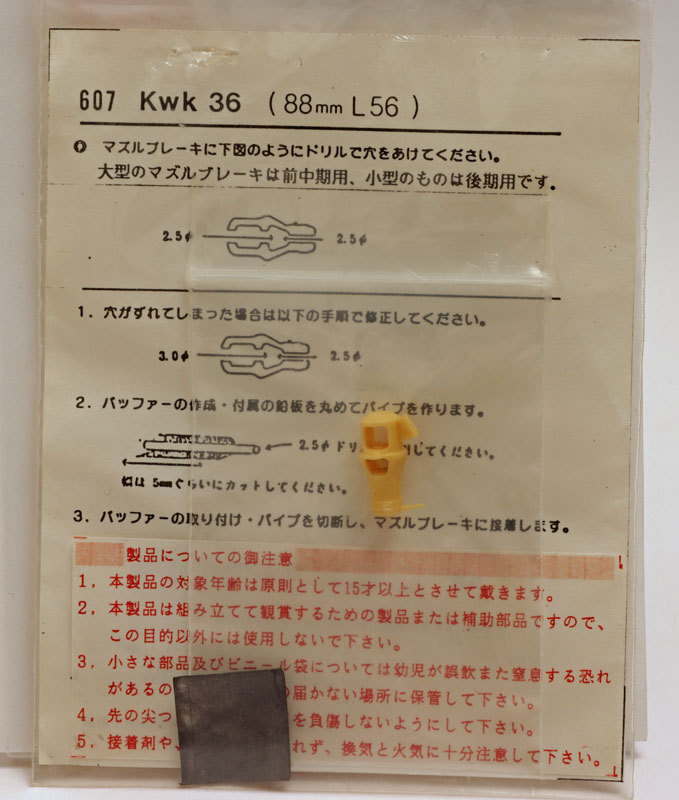 607 Kwk 36 (88mm L56)
マズルブレーキに下図のようにドリルで穴をあけてください。
大型のマズルブレーキは前中期用、小型のものは後期用です。
2.5φ 2.5φ
1. 穴がずれてしまった場合は以下の手順で修正してください。
3.0φ 2.5φ
2. バッファーの作成・付属の鉛板を丸めてパイプを作ります。
2.5φ ドリ してください。
幅は 5mmぐらいにカットしてください。
3. バッファーの取り付け・パイプを切断し、マズルブレーキに接着します。
製品についての御注意
1, 本製品の対象年齢は原則として15才以上とさせて戴きます。
2, 本製品は組み立てて観賞するための製品または補助部品ですので、
この目的以外には使用しないで下さい。
3, 小さな部品及びビニール袋については幼児が誤飲また窒息する恐れ
があるの の届かない場所に保管して下さい。
4, 先の尖っ を負傷しないようにして下さい。
5, 接着剤や、 れず、換気と火気に十分注意して下さい。